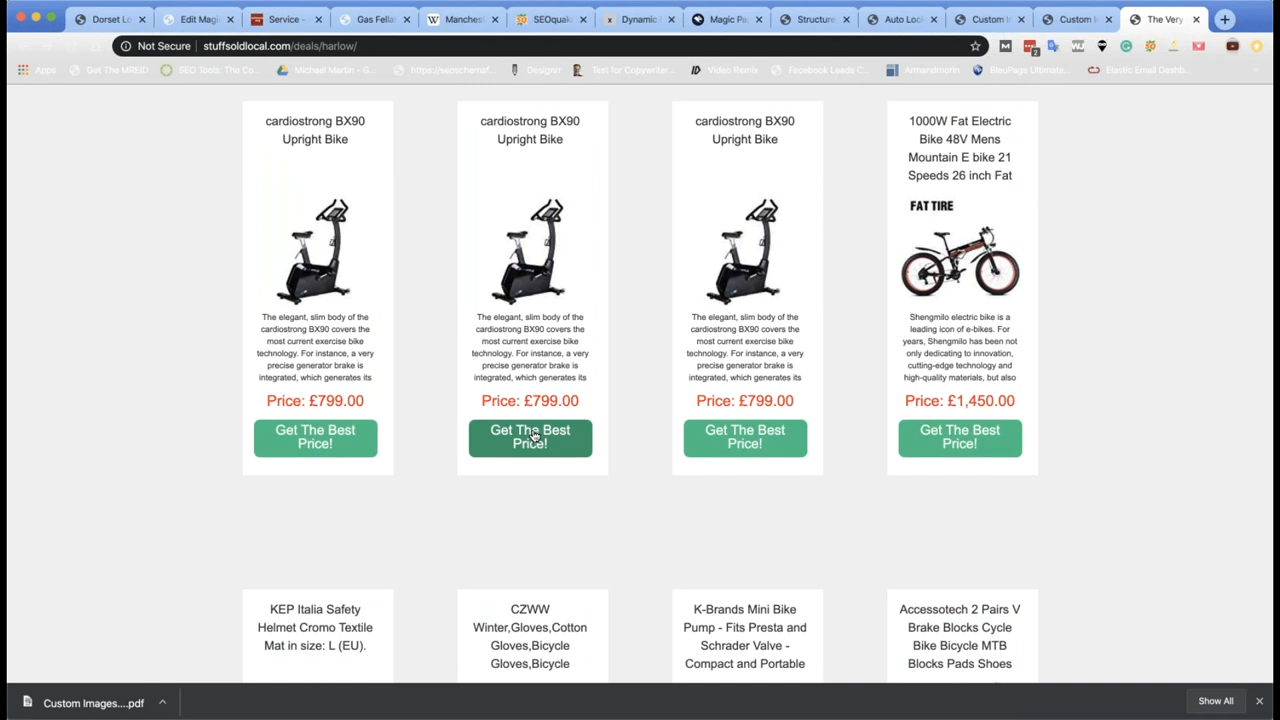 Dorset Lo
Edit Magi
Service -
Gas Fella
Manches
SEOquak
Dynamic
Magic Pa
Structure
Auto Loc
Custom I
Custom I
The Very
Not Secure
stuffsoldlocal.com/deals/harlow/
Apps
Get The MREID
SEO Tools: The Co...
Michael Martin - G...
https://seoschemaf...
Designrr
Test for Copywriter...
Video Remix
Facebook Leads C...
Armandmorin
BleuPage Ultimate...
Elastic Email Dashb...
cardiostrong BX90
Upright Bike
The elegant, slim body of the
cardiostrong BX90 covers the
most current exercise bike
technology. For instance, a very
precise generator brake is
integrated, which generates its
Price: £799.00
Get The Best
Price!
cardiostrong BX90
Upright Bike
The elegant, slim body of the
cardiostrong BX90 covers the
most current exercise bike
technology. For instance, a very
precise generator brake is
integrated, which generates its
Price: £799.00
Get The Best
Price!
cardiostrong BX90
Upright Bike
The elegant, slim body of the
cardiostrong BX90 covers the
most current exercise bike
technology. For instance, a very
precise generator brake is
integrated, which generates its
Price: £799.00
Get The Best
Price!
1000W Fat Electric
Bike 48V Mens
Mountain E bike 21
Speeds 26 inch Fat
FAT TIRE
Shengmilo electric bike is a
leading icon of e-bikes. For
years, Shengmilo has been not
only dedicating to innovation,
cutting-edge technology and
high-quality materials, but also
Price: £1,450.00
Get The Best
Price!
KEP Italia Safety
Helmet Cromo Textile
Mat in size: L (EU).
CZWW
Winter,Gloves,Cotton
Gloves,Bicycle
Gloves,Bicycle
K-Brands Mini Bike
Pump - Fits Presta and
Schrader Valve -
Compact and Portable
Accessotech 2 Pairs V
Brake Blocks Cycle
Bike Bicycle MTB
Blocks Pads Shoes
Custom Images....pdf
Show All